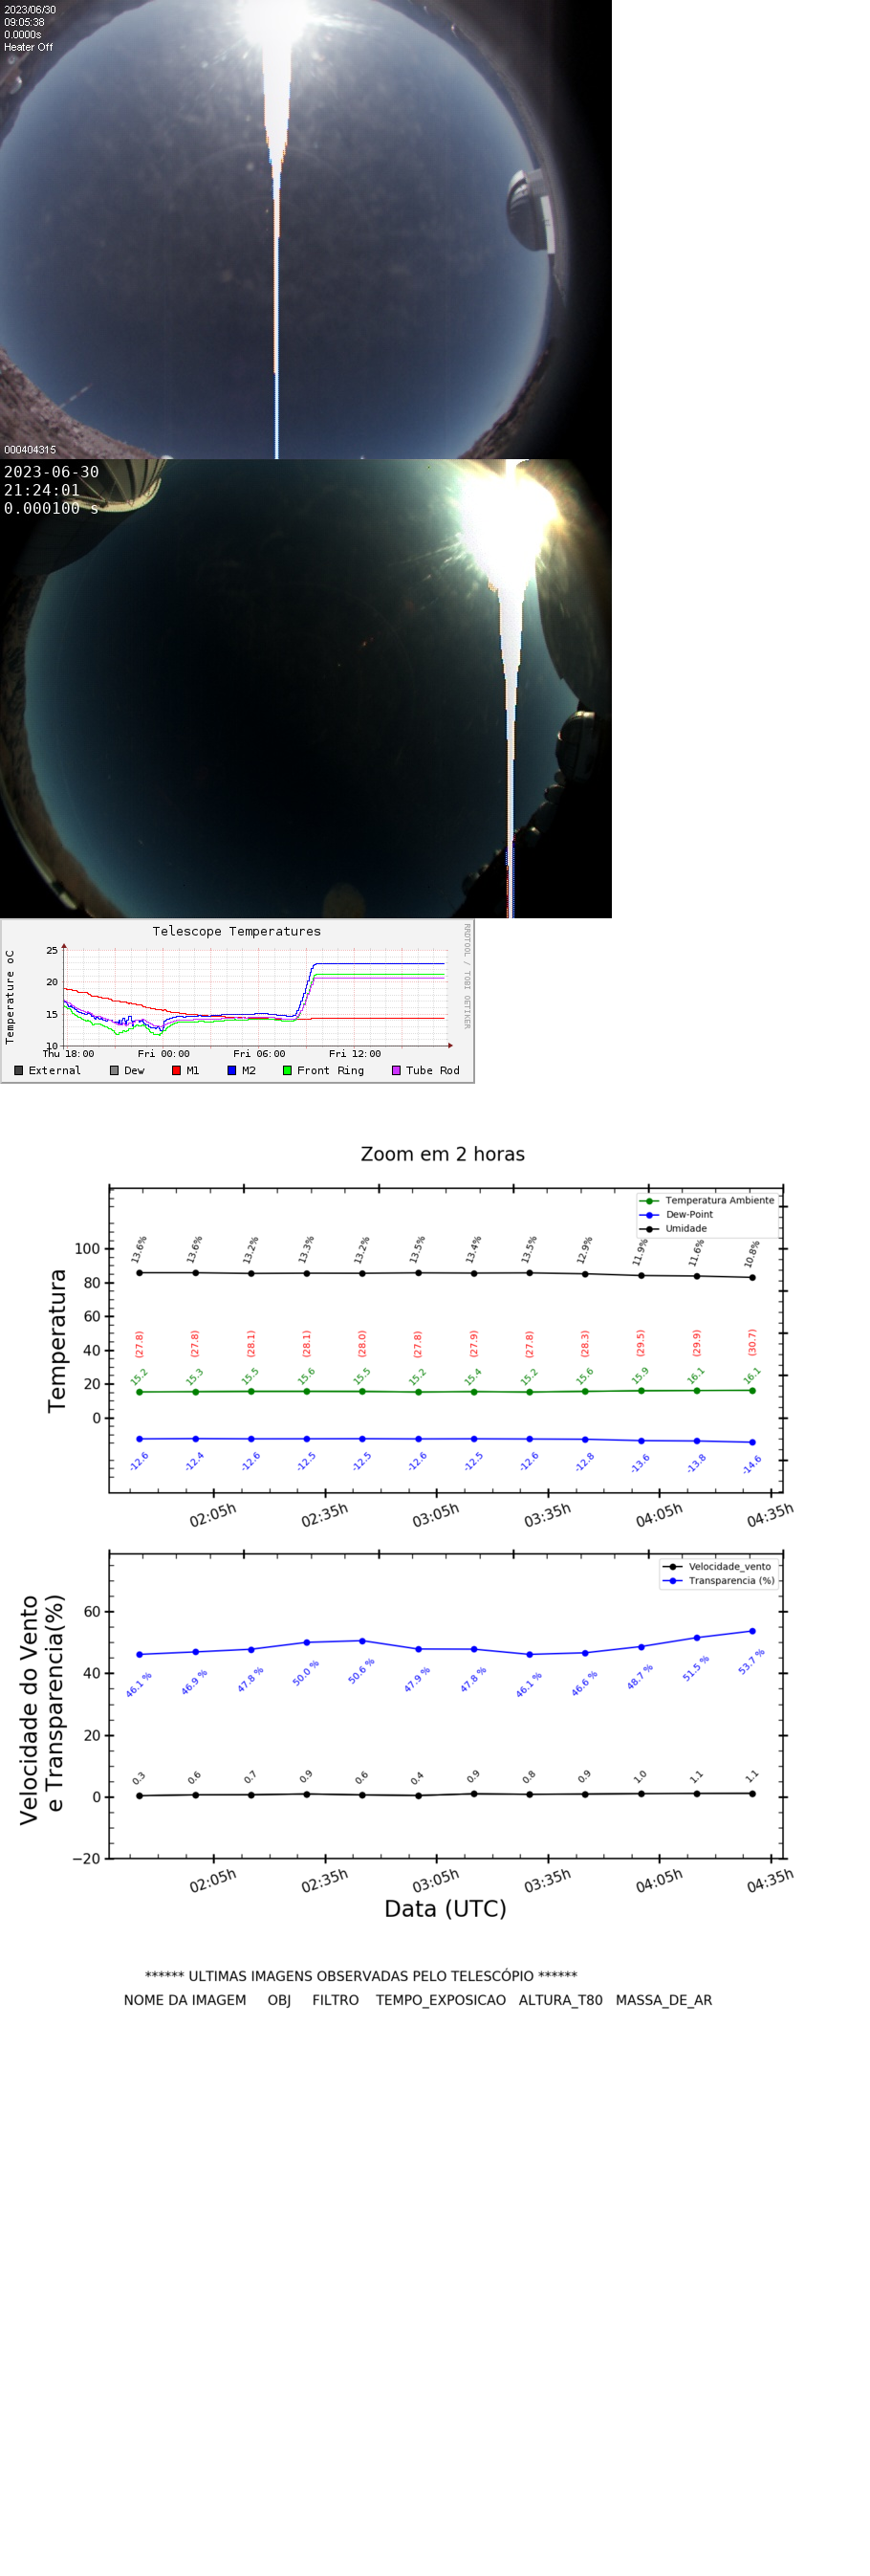 2023/06/30
09:05:38
0.0000s
Heater Off
000404315
2023-06-30
21:24:01
0.000100 s
Telescope Temperatures
RRDTOOL / TOBI OETIKER
Temperature oC
25
20
15
10
Thu 18:00 Fri 00:00 Fri 06:00 Fri 12:00
External Dew M1 M2 Front Ring Tube Rod
Zoom em 2 horas
Temperatura Ambiente
Dew-Point
Umidade
Temperatura
100
80
60
40
20
0
13.6% 13.6% 13.2% 13.3% 13.2% 13.5% 13.4% 13.5% 12.9% 11.9% 11.6% 10.8%
(27.8) (27.8) (28.1) (28.1) (28.0) (27.8) (27.9) (27.8) (28.3) (29.5) (29.9) (30.7)
15.2 15.3 15.5 15.6 15.5 15.2 15.4 15.2 15.6 15.9 16.1 16.1
-12.6 -12.4 -12.6 -12.5 -12.5 -12.6 -12.5 -12.6 -12.8 -13.6 -13.8 -14.6
02:05h 02:35h 03:05h 03:35h 04:05h 04:35h
Velocidade_vento
Transparencia (%)
Velocidade do Vento
e Transparencia(%)
60
40
20
0
−20
46.1 % 46.9 % 47.8 % 50.0 % 50.6 % 47.9 % 47.8 % 46.1 % 46.6 % 48.7 % 51.5 % 53.7 %
0.3 0.6 0.7 0.9 0.6 0.4 0.9 0.8 0.9 1.0 1.1 1.1
02:05h 02:35h 03:05h 03:35h 04:05h 04:35h
Data (UTC)
****** ULTIMAS IMAGENS OBSERVADAS PELO TELESCÓPIO ******
NOME DA IMAGEM OBJ FILTRO TEMPO_EXPOSICAO ALTURA_T80 MASSA_DE_AR